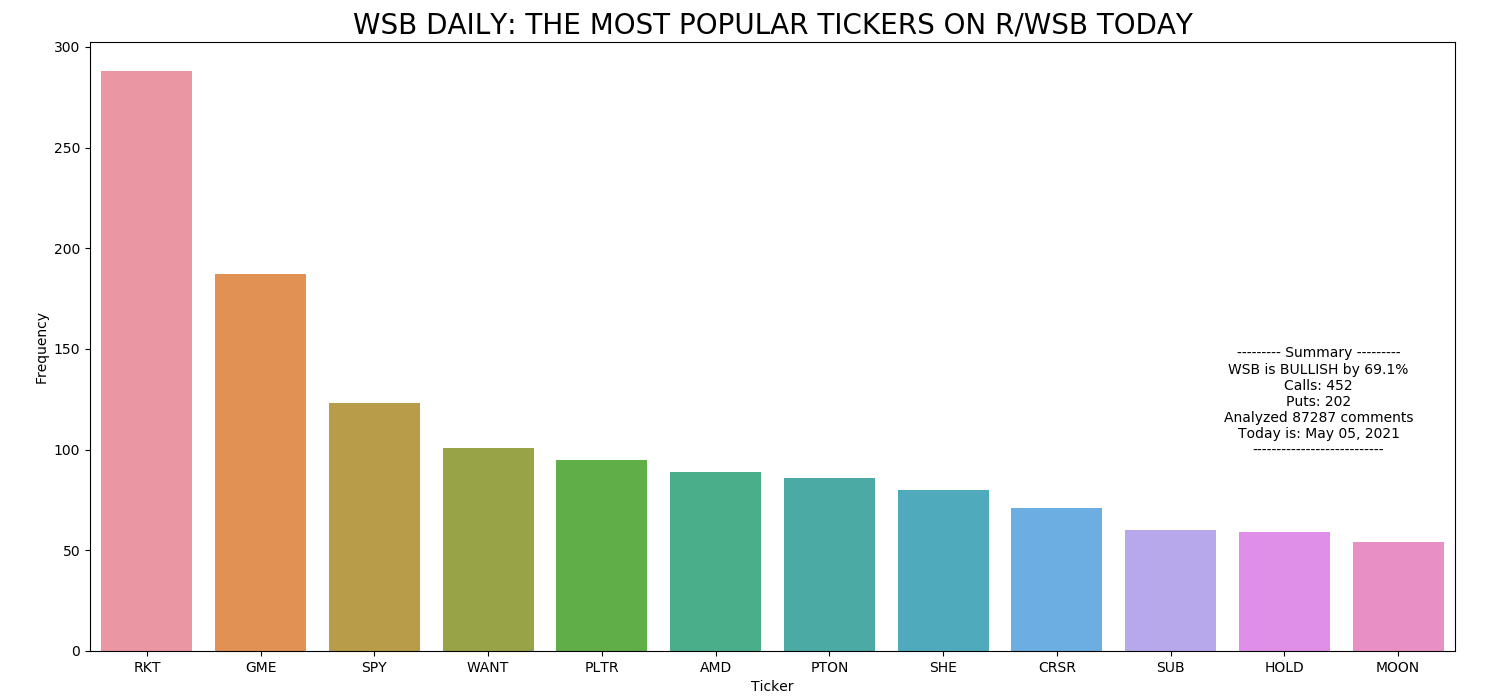 WSB DAILY: THE MOST POPULAR TICKERS ON R/WSB TODAY
300
250
200
150
100
50
0
Frequency
--------- Summary ---------
WSB is BULLISH by 69.1%
Calls: 452
Puts: 202
Analyzed 87287 comments
Today is: May 05, 2021
---------------------------
RKT GME SPY WANT PLTR AMD PTON SHE CRSR SUB HOLD MOON
Ticker